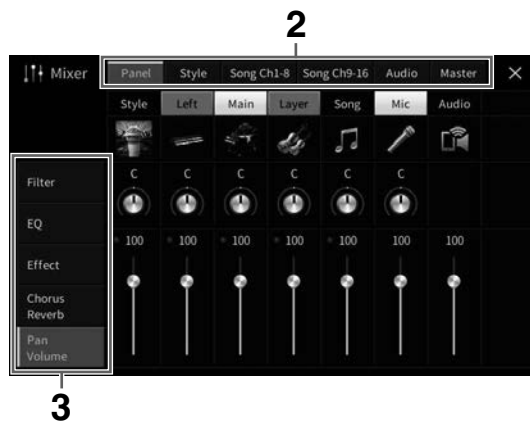 2
Mixer
Panel Style Song Ch1-8 Song Ch9-16 Audio Master ×
Style Left Main Layer Song Mic Audio
C C C C C C
Filter
EQ
100 100 100 100 100 100 100
Effect
Chorus
Reverb
Pan
Volume
3